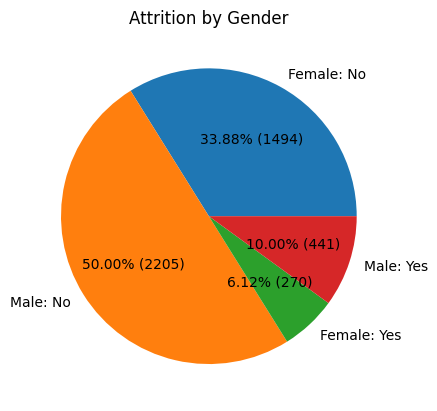 Attrition by Gender
Female: No
33.88% (1494)
50.00% (2205)
Male: No
10.00% (441)
Male: Yes
6.12% (270)
Female: Yes